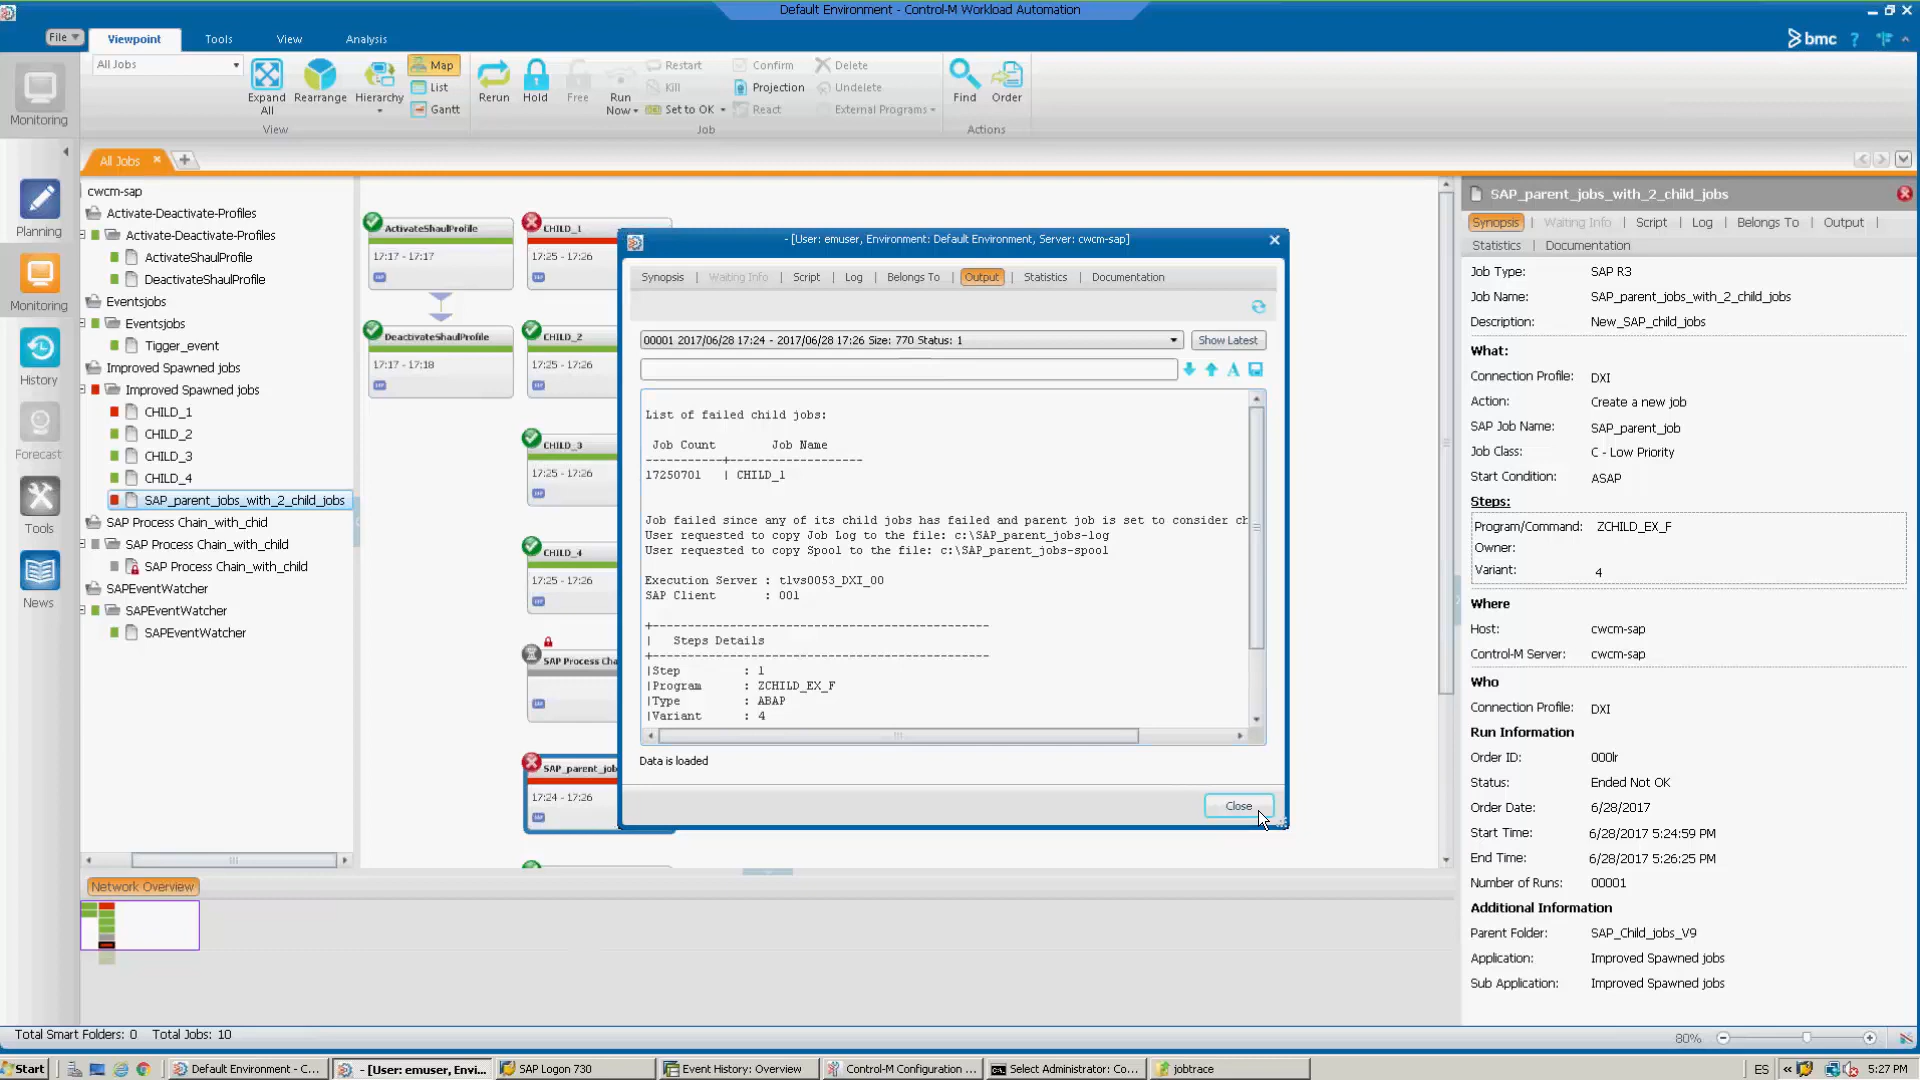 Default Environment - Control-M Workload Automation
File
Viewpoint
Tools
View
Analysis
bmc
?
All Jobs
Expand All
Rearrange
Hierarchy
Map
List
Gantt
View
Rerun
Hold
Free
Run Now
Restart
Kill
Set to OK
Confirm
Projection
React
Delete
Undelete
External Programs
Job
Find
Order
Actions
Monitoring
Planning
Monitoring
History
Forecast
Tools
News
All Jobs
cwcm-sap
Activate-Deactivate-Profiles
Activate-Deactivate-Profiles
ActivateShaulProfile
DeactivateShaulProfile
Eventsjobs
Eventsjobs
Tigger_event
Improved Spawned jobs
Improved Spawned jobs
CHILD_1
CHILD_2
CHILD_3
CHILD_4
SAP_parent_jobs_with_2_child_jobs
SAP Process Chain_with_chid
SAP Process Chain_with_child
SAP Process Chain_with_child
SAPEventWatcher
SAPEventWatcher
SAPEventWatcher
ActivateShaulProfile
17:17 - 17:17
DeactivateShaulProfile
17:17 - 17:18
CHILD_1
17:25 - 17:26
CHILD_2
17:25 - 17:26
CHILD_3
17:25 - 17:26
CHILD_4
17:25 - 17:26
SAP Process Cha
SAP_parent_job
17:24 - 17:26
- [User: emuser, Environment: Default Environment, Server: cwcm-sap]
Synopsis | Waiting Info | Script | Log | Belongs To | Output | Statistics | Documentation
00001 2017/06/28 17:24 - 2017/06/28 17:26 Size: 770 Status: 1
Show Latest
A
List of failed child jobs:
Job Count Job Name
-----------+-------------------
17250701 | CHILD_1
Job failed since any of its child jobs has failed and parent job is set to consider ch
User requested to copy Job Log to the file: c:\SAP_parent_jobs-log
User requested to copy Spool to the file: c:\SAP_parent_jobs-spool
Execution Server : tlvs0053_DXI_00
SAP Client : 001
+---------------------------------------------
| Steps Details
+---------------------------------------------
|Step : 1
|Program : ZCHILD_EX_F
|Type : ABAP
|Variant : 4
Data is loaded
Close
SAP_parent_jobs_with_2_child_jobs
Synopsis | Waiting Info | Script | Log | Belongs To | Output |
Statistics | Documentation
Job Type: SAP R3
Job Name: SAP_parent_jobs_with_2_child_jobs
Description: New_SAP_child_jobs
What:
Connection Profile: DXI
Action: Create a new job
SAP Job Name: SAP_parent_job
Job Class: C - Low Priority
Start Condition: ASAP
Steps:
Program/Command: ZCHILD_EX_F
Owner:
Variant: 4
Where
Host: cwcm-sap
Control-M Server: cwcm-sap
Who
Connection Profile: DXI
Run Information
Order ID: 000lr
Status: Ended Not OK
Order Date: 6/28/2017
Start Time: 6/28/2017 5:24:59 PM
End Time: 6/28/2017 5:26:25 PM
Number of Runs: 00001
Additional Information
Parent Folder: SAP_Child_jobs_V9
Application: Improved Spawned jobs
Sub Application: Improved Spawned jobs
Network Overview
Total Smart Folders: 0 Total Jobs: 10
80%
Start
Default Environment - C...
- [User: emuser, Envi...
SAP Logon 730
Event History: Overview
Control-M Configuration ...
Select Administrator: Co...
jobtrace
ES
«
5:27 PM